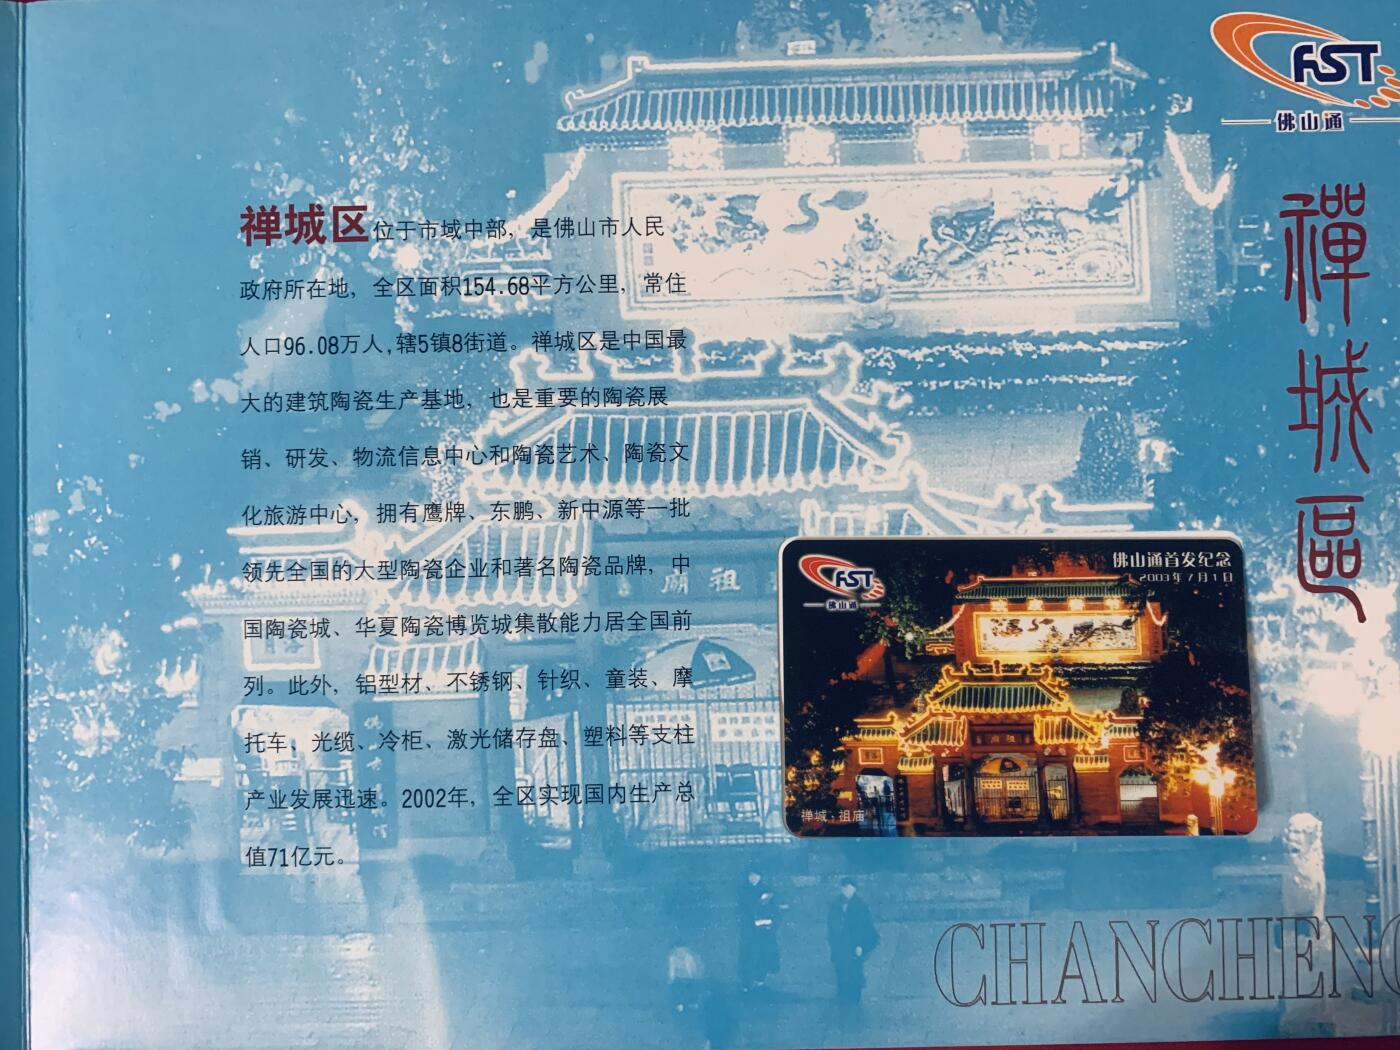 FST
佛山通
禅城区位于市域中部，是佛山市人民
政府所在地，全区面积154.68平方公里，常住
人口96.08万人,辖5镇8街道。禅城区是中国最
大的建筑陶瓷生产基地，也是重要的陶瓷展
销、研发、物流信息中心和陶瓷艺术、陶瓷文
化旅游中心，拥有鹰牌、东鹏、新中源等一批
领先全国的大型陶瓷企业和著名陶瓷品牌，中
国陶瓷城、华夏陶瓷博览城集散能力居全国前
列。此外，铝型材、不锈钢、针织、童装、摩
托车、光缆、冷柜、激光储存盘、塑料等支柱
产业发展迅速。2002年，全区实现国内生产总
值71亿元。
禪城區
廟祖
FST
佛山通
佛山通首发纪念
2003年7月1日
禅城·祖庙
CHANCHENG